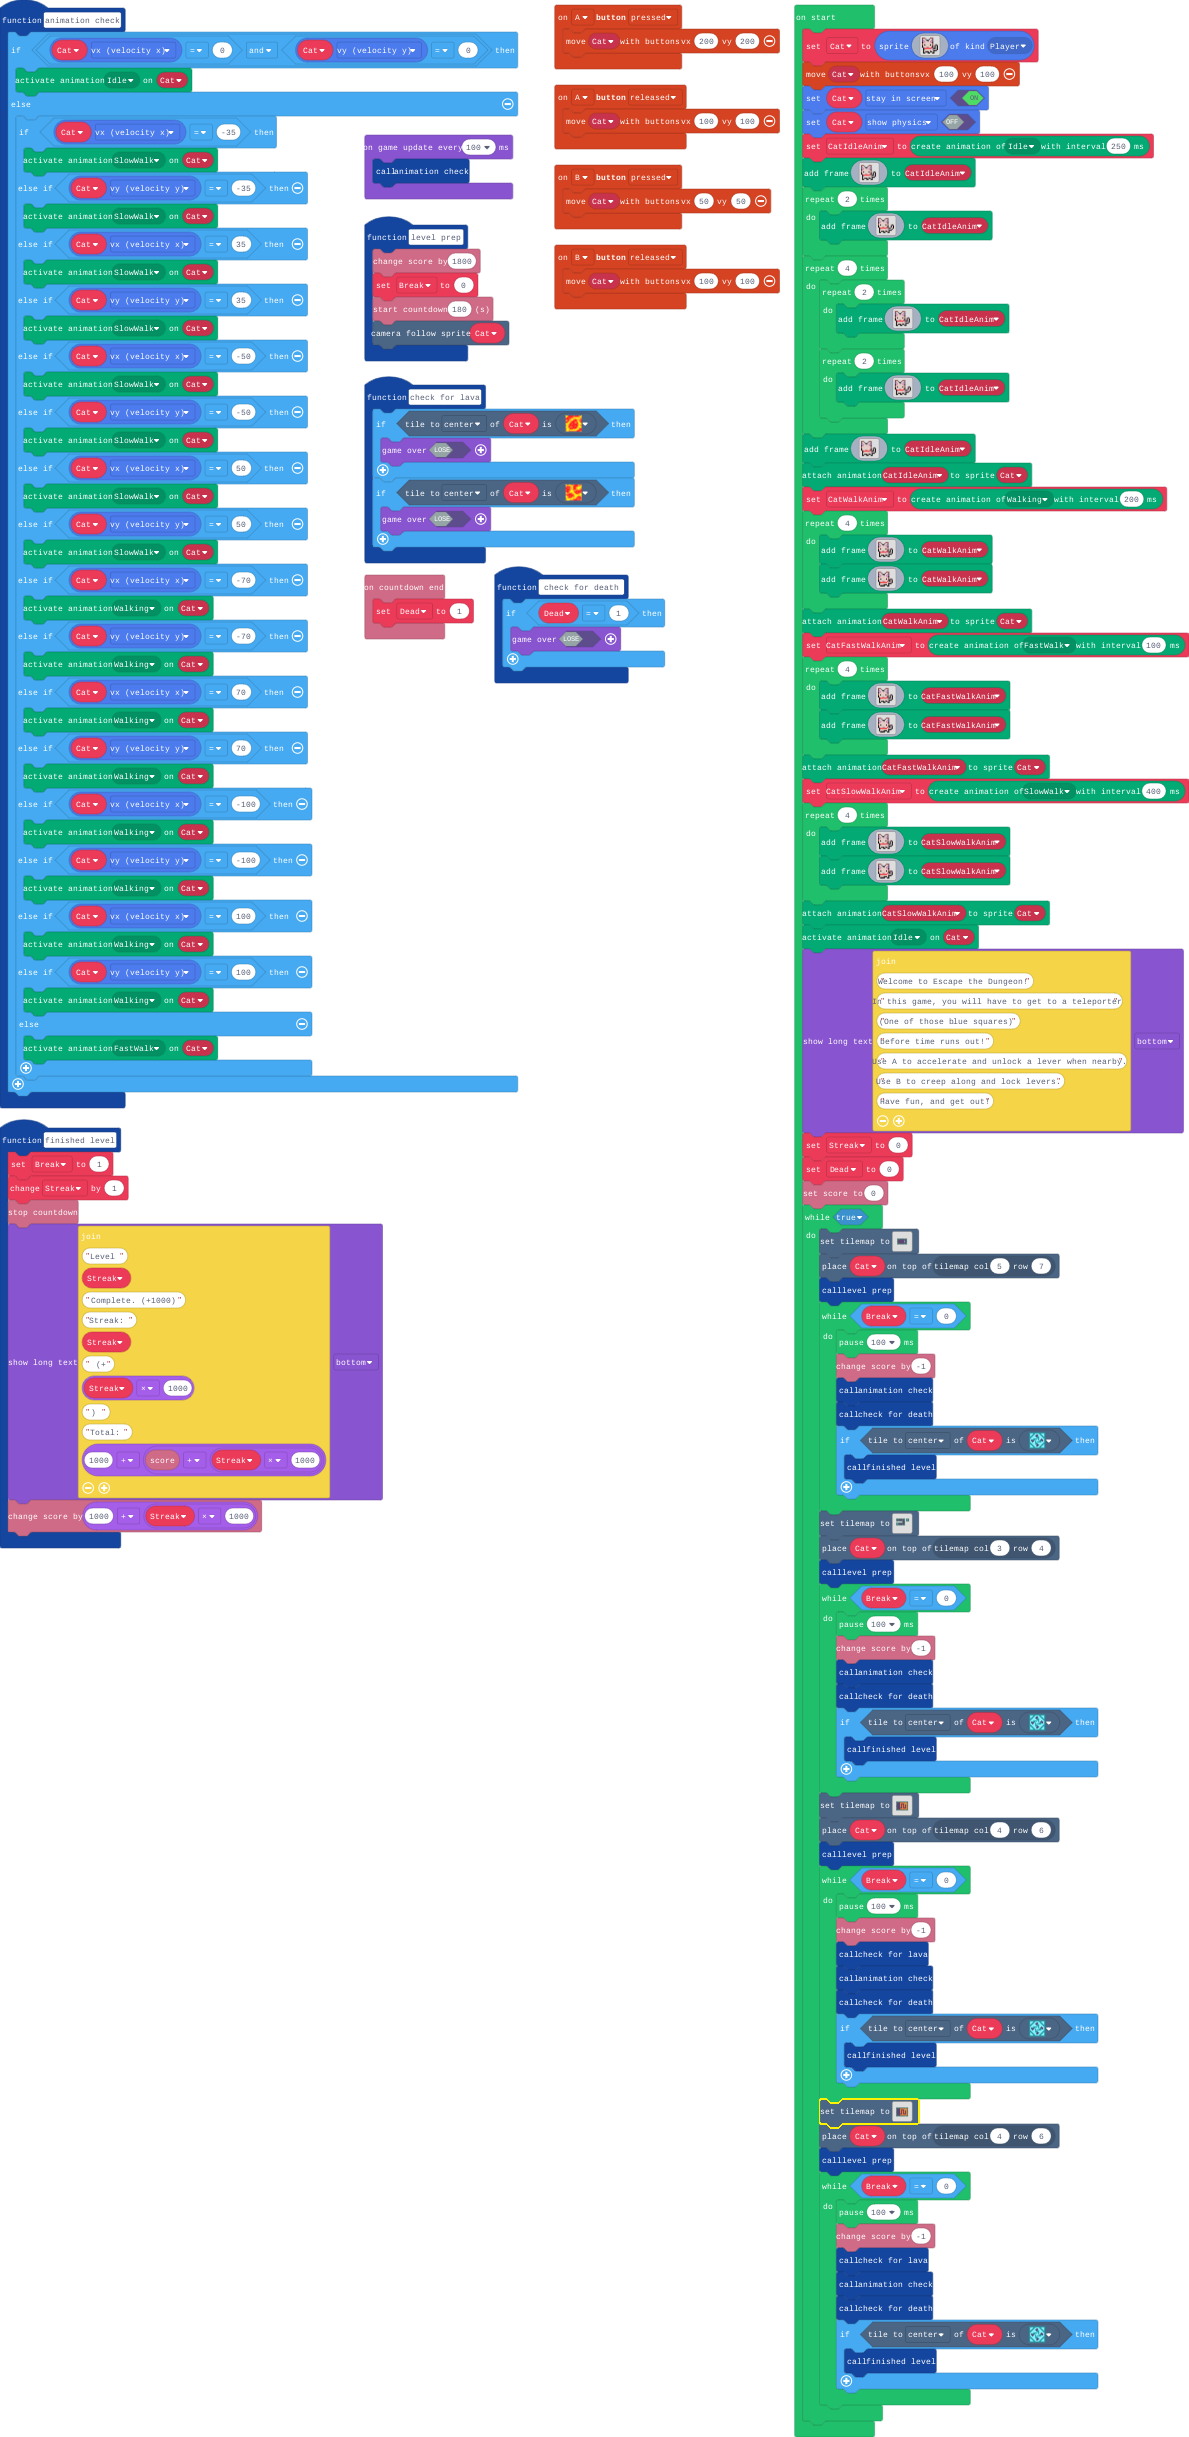 function animation check
if Cat vx (velocity x) = 0 and Cat vy (velocity y) = 0 then
activate animation Idle on Cat
else
if Cat vx (velocity x) = -35 then
activate animation SlowWalk on Cat
else if Cat vy (velocity y) = -35 then
activate animation SlowWalk on Cat
else if Cat vx (velocity x) = 35 then
activate animation SlowWalk on Cat
else if Cat vy (velocity y) = 35 then
activate animation SlowWalk on Cat
else if Cat vx (velocity x) = -50 then
activate animation SlowWalk on Cat
else if Cat vy (velocity y) = -50 then
activate animation SlowWalk on Cat
else if Cat vx (velocity x) = 50 then
activate animation SlowWalk on Cat
else if Cat vy (velocity y) = 50 then
activate animation SlowWalk on Cat
else if Cat vx (velocity x) = -70 then
activate animation Walking on Cat
else if Cat vy (velocity y) = -70 then
activate animation Walking on Cat
else if Cat vx (velocity x) = 70 then
activate animation Walking on Cat
else if Cat vy (velocity y) = 70 then
activate animation Walking on Cat
else if Cat vx (velocity x) = -100 then
activate animation Walking on Cat
else if Cat vy (velocity y) = -100 then
activate animation Walking on Cat
else if Cat vx (velocity x) = 100 then
activate animation Walking on Cat
else if Cat vy (velocity y) = 100 then
activate animation Walking on Cat
else
activate animation FastWalk on Cat
function finished level
set Break to 1
change Streak by 1
stop countdown
join
"Level "
Streak
"Complete. (+1000)"
"Streak: "
Streak
show long text " (+" bottom
Streak × 1000
") "
"Total: "
1000 + score + Streak × 1000
change score by 1000 + Streak × 1000
on game update every 100 ms
call animation check
function level prep
change score by 1800
set Break to 0
start countdown 180 (s)
camera follow sprite Cat
function check for lava
if tile to center of Cat is then
game over LOSE
if tile to center of Cat is then
game over LOSE
on countdown end
set Dead to 1
function check for death
if Dead = 1 then
game over LOSE
on A button pressed
move Cat with buttons vx 200 vy 200
on A button released
move Cat with buttons vx 100 vy 100
on B button pressed
move Cat with buttons vx 50 vy 50
on B button released
move Cat with buttons vx 100 vy 100
on start
set Cat to sprite of kind Player
move Cat with buttons vx 100 vy 100
set Cat stay in screen ON
set Cat show physics OFF
set CatIdleAnim to create animation of Idle with interval 250 ms
add frame to CatIdleAnim
repeat 2 times
do add frame to CatIdleAnim
repeat 4 times
do repeat 2 times
do add frame to CatIdleAnim
repeat 2 times
do add frame to CatIdleAnim
add frame to CatIdleAnim
attach animation CatIdleAnim to sprite Cat
set CatWalkAnim to create animation of Walking with interval 200 ms
repeat 4 times
do add frame to CatWalkAnim
add frame to CatWalkAnim
attach animation CatWalkAnim to sprite Cat
set CatFastWalkAnim to create animation of FastWalk with interval 100 ms
repeat 4 times
do add frame to CatFastWalkAnim
add frame to CatFastWalkAnim
attach animation CatFastWalkAnim to sprite Cat
set CatSlowWalkAnim to create animation of SlowWalk with interval 400 ms
repeat 4 times
do add frame to CatSlowWalkAnim
add frame to CatSlowWalkAnim
attach animation CatSlowWalkAnim to sprite Cat
activate animation Idle on Cat
join
"Welcome to Escape the Dungeon!"
"In this game, you will have to get to a teleporter"
"(One of those blue squares)"
show long text "Before time runs out!" bottom
"Use A to accelerate and unlock a lever when nearby."
"Use B to creep along and lock levers."
"Have fun, and get out!"
set Streak to 0
set Dead to 0
set score to 0
while true
do set tilemap to
place Cat on top of tilemap col 5 row 7
call level prep
while Break = 0
do pause 100 ms
change score by -1
call animation check
call check for death
if tile to center of Cat is then
call finished level
set tilemap to
place Cat on top of tilemap col 3 row 4
call level prep
while Break = 0
do pause 100 ms
change score by -1
call animation check
call check for death
if tile to center of Cat is then
call finished level
set tilemap to
place Cat on top of tilemap col 4 row 6
call level prep
while Break = 0
do pause 100 ms
change score by -1
call check for lava
call animation check
call check for death
if tile to center of Cat is then
call finished level
set tilemap to
place Cat on top of tilemap col 4 row 6
call level prep
while Break = 0
do pause 100 ms
change score by -1
call check for lava
call animation check
call check for death
if tile to center of Cat is then
call finished level